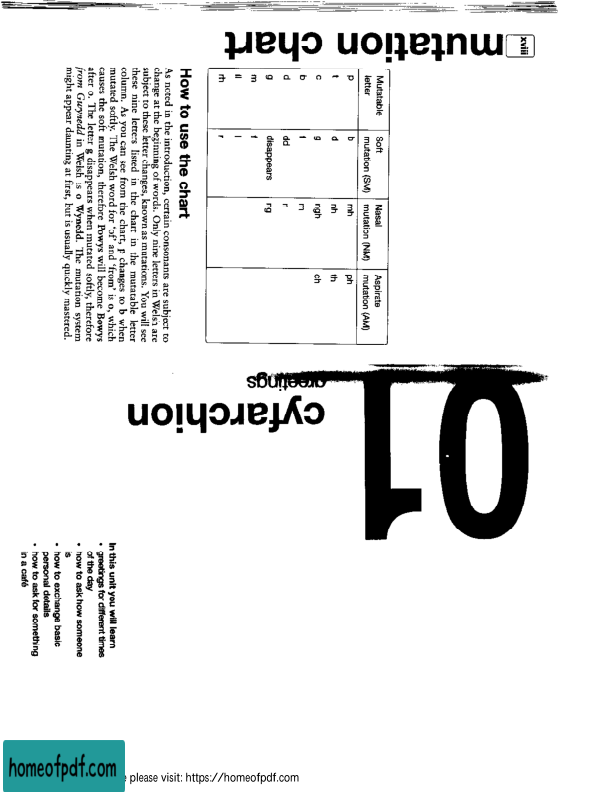 xviii
mutation chart
Mutatable letter	Soft mutation (SM)	Nasal mutation (NM)	Aspirate mutation (AM)
p	b	mh	ph
t	d	nh	th
c	g	ngh	ch
b	f	m
d	dd	n
g	disappears	ng
m	f
ll	l
rh	r
How to use the chart
As noted in the introduction, certain consonants are subject to
change at the beginning of words. Only nine letters in Welsh are
subject to these letter changes, known as mutations. You will see
these nine letters listed in the chart in the mutatable letter
column. As you can see from the chart, p changes to b when
mutated softly. The Welsh word for 'of' and 'from' is o, which
causes the soft mutation, therefore Powys will become Bowys
after o. The letter g disappears when mutated softly, therefore
from Gwynedd in Welsh is o Wynedd. The mutation system
might appear daunting at first, but is usually quickly mastered.
01
cyfarchion
greetings
In this unit you will learn
• greetings for different times
of the day
• how to ask how someone
is
• how to exchange basic
personal details
• how to ask for something
in a café
homeofpdf.com
please visit: https://homeofpdf.com